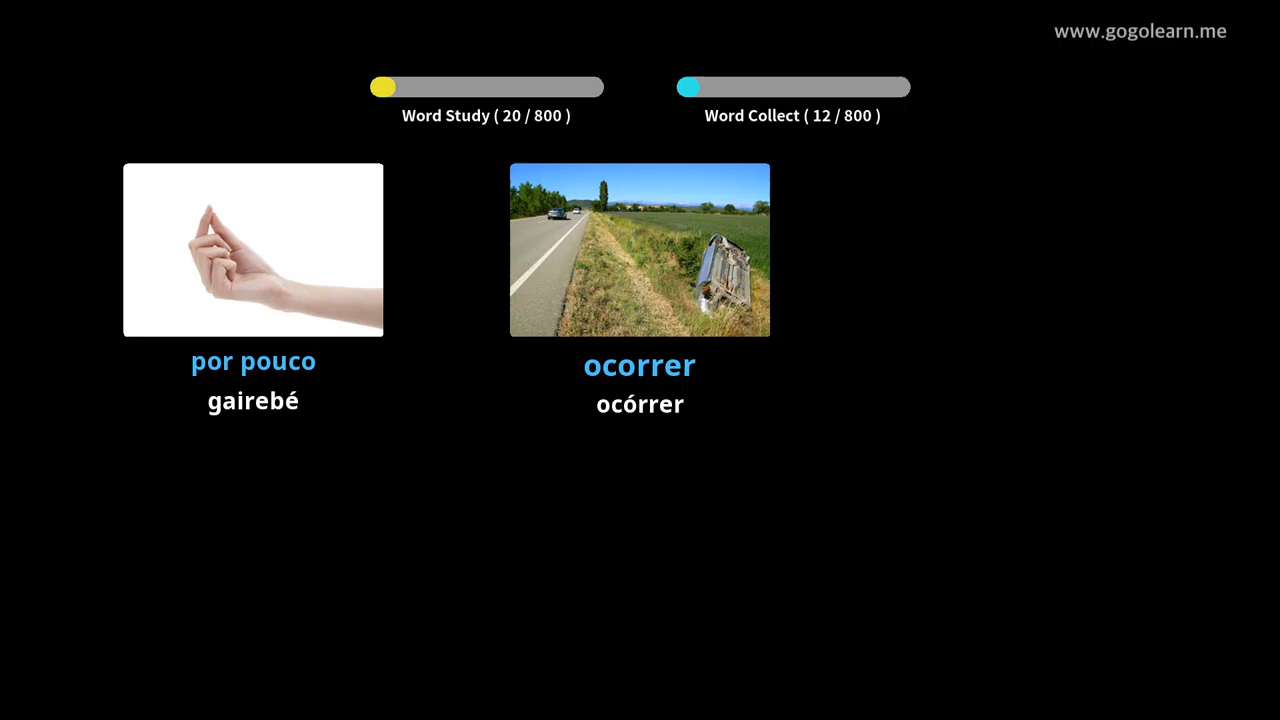 www.gogolearn.me
Word Study ( 20 / 800 )
Word Collect ( 12 / 800 )
por pouco
gairebé
ocorrer
ocórrer